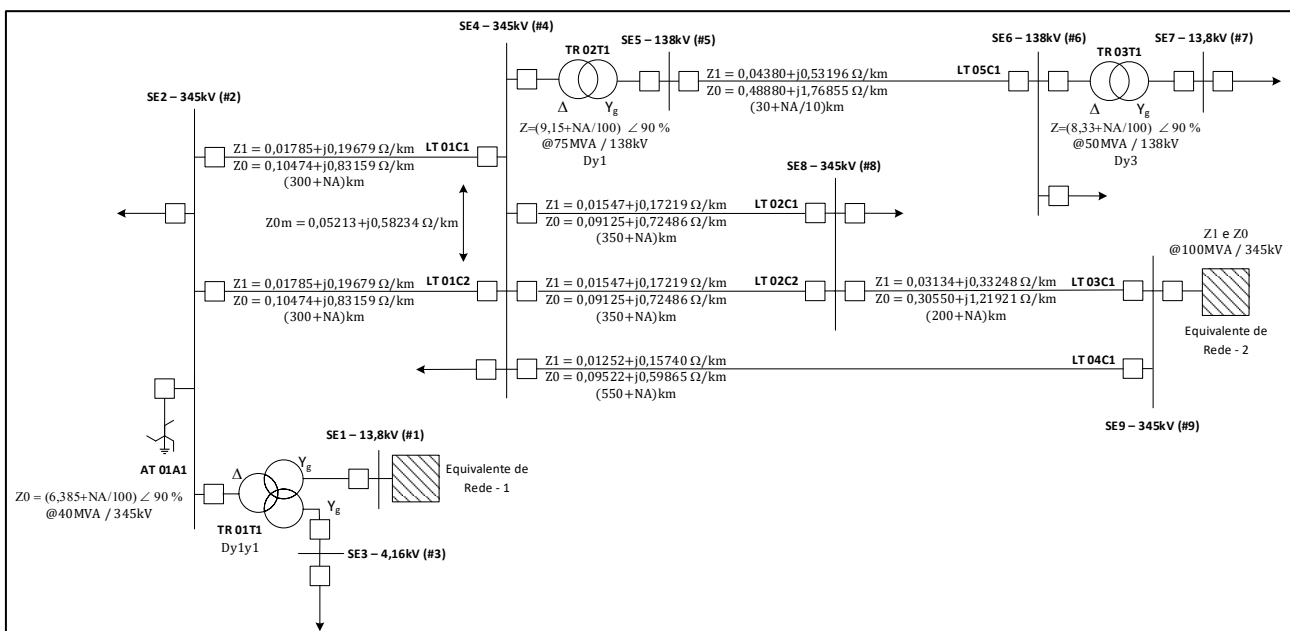 SE2 – 345kV (#2)
Z1 = 0,01785+j0,19679 Ω/km
Z0 = 0,10474+j0,83159 Ω/km
(300+NA)km
LT 01C1
Z0m = 0,05213+j0,58234 Ω/km
Z1 = 0,01785+j0,19679 Ω/km
Z0 = 0,10474+j0,83159 Ω/km
(300+NA)km
LT 01C2
AT 01A1
Z0 = (6,385+NA/100) ∠ 90 %
@40MVA / 345kV
Δ
Yg
Yg
TR 01T1
Dy1y1
SE1 – 13,8kV (#1)
Equivalente de
Rede - 1
SE3 – 4,16kV (#3)
SE4 – 345kV (#4)
TR 02T1
Δ
Yg
Z=(9,15+NA/100) ∠ 90 %
@75MVA / 138kV
Dy1
SE5 – 138kV (#5)
Z1 = 0,04380+j0,53196 Ω/km
Z0 = 0,48880+j1,76855 Ω/km
(30+NA/10)km
LT 05C1
SE6 – 138kV (#6)
TR 03T1
Δ
Yg
Z=(8,33+NA/100) ∠ 90 %
@50MVA / 138kV
Dy3
SE7 – 13,8kV (#7)
Z1 = 0,01547+j0,17219 Ω/km
Z0 = 0,09125+j0,72486 Ω/km
(350+NA)km
LT 02C1
SE8 – 345kV (#8)
Z1 = 0,01547+j0,17219 Ω/km
Z0 = 0,09125+j0,72486 Ω/km
(350+NA)km
LT 02C2
Z1 = 0,03134+j0,33248 Ω/km
Z0 = 0,30550+j1,21921 Ω/km
(200+NA)km
LT 03C1
Z1 e Z0
@100MVA / 345kV
Equivalente de
Rede - 2
Z1 = 0,01252+j0,15740 Ω/km
Z0 = 0,09522+j0,59865 Ω/km
(550+NA)km
LT 04C1
SE9 – 345kV (#9)